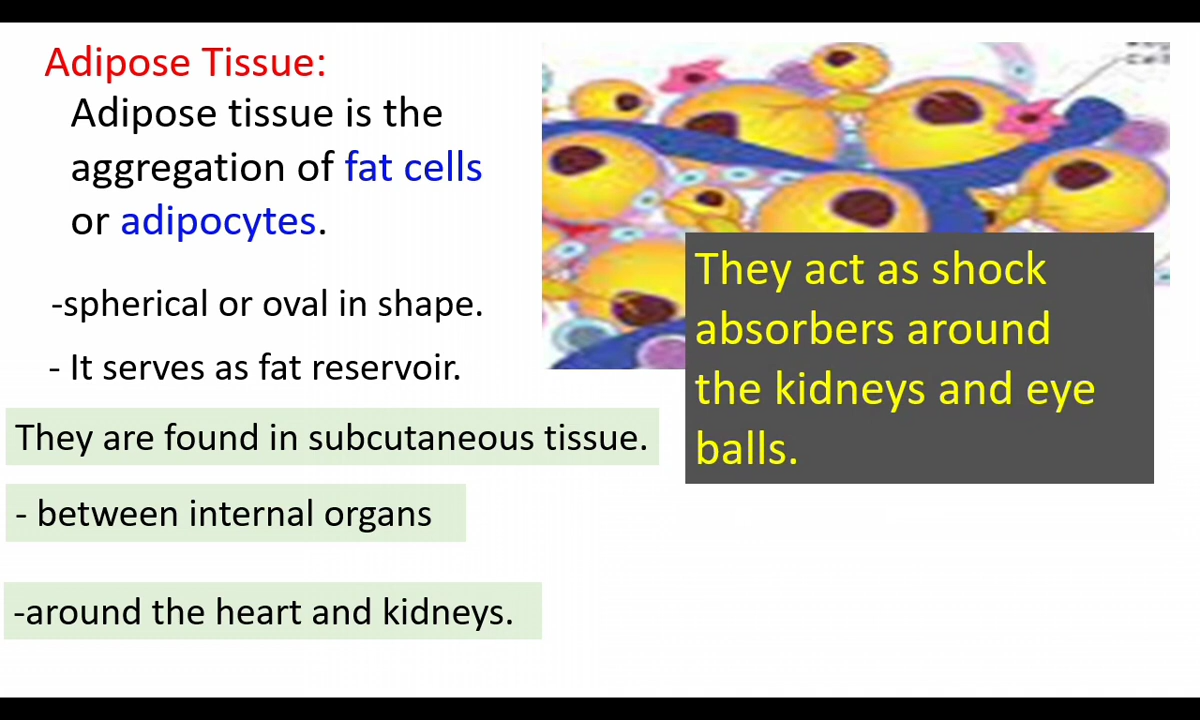 Adipose Tissue:
Adipose tissue is the
aggregation of fat cells
or adipocytes.
-spherical or oval in shape.
- It serves as fat reservoir.
They are found in subcutaneous tissue.
- between internal organs
-around the heart and kidneys.
They act as shock
absorbers around
the kidneys and eye
balls.